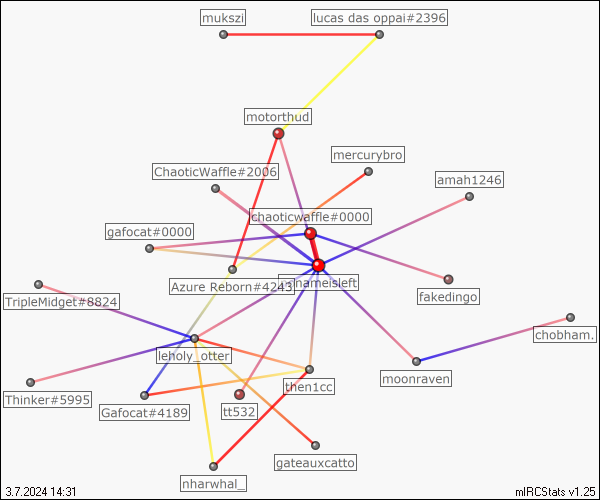 mukszi
lucas das oppai#2396
motorthud
mercurybro
ChaoticWaffle#2006
amah1246
chaoticwaffle#0000
gafocat#0000
Azure Reborn#4243
nameisleft
fakedingo
TripleMidget#8824
chobham.
leholy_otter
then1cc
moonraven
Thinker#5995
Gafocat#4189
tt532
gateauxcatto
nharwhal_
3.7.2024 14:31
mIRCStats v1.25